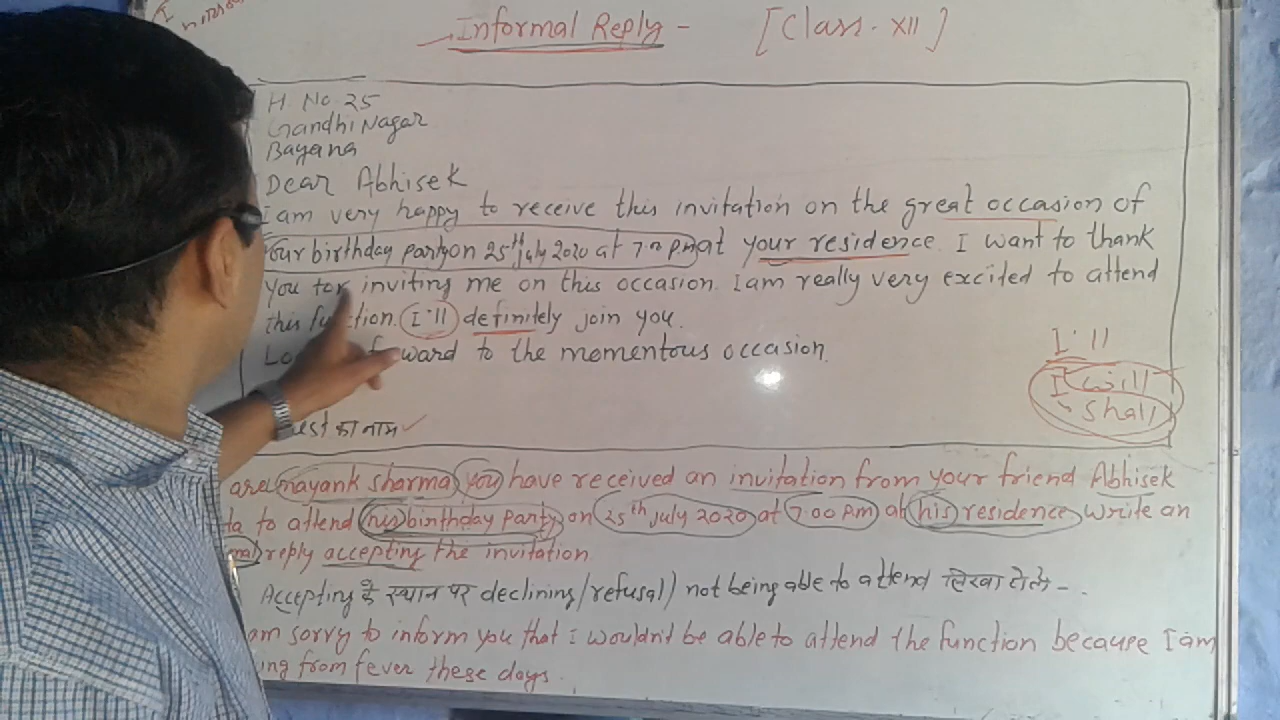 Informal Reply - [Class - XII]
H. No. 25
Gandhi Nagar
Bayana
Dear Abhisek
I am very happy to receive this invitation on the great occasion of
your birthday party on 25th July 2020 at 7.00 pm at your residence. I want to thank
you for inviting me on this occasion. I am really very excited to attend
this function. I'll definitely join you.
forward to the momentous occasion.
I'll
I will
shall
का नाम
are mayank sharma you have received an invitation from your friend Abhisek
to attend his birthday party on 25th July 2020 at 7:00 pm at his residence write an
reply accepting the invitation
Accepting के स्थान पर declining/refusal/ not being able to attend लिखा होले - .
am sorry to inform you that I wouldn't be able to attend the function because I am
from fever these days.